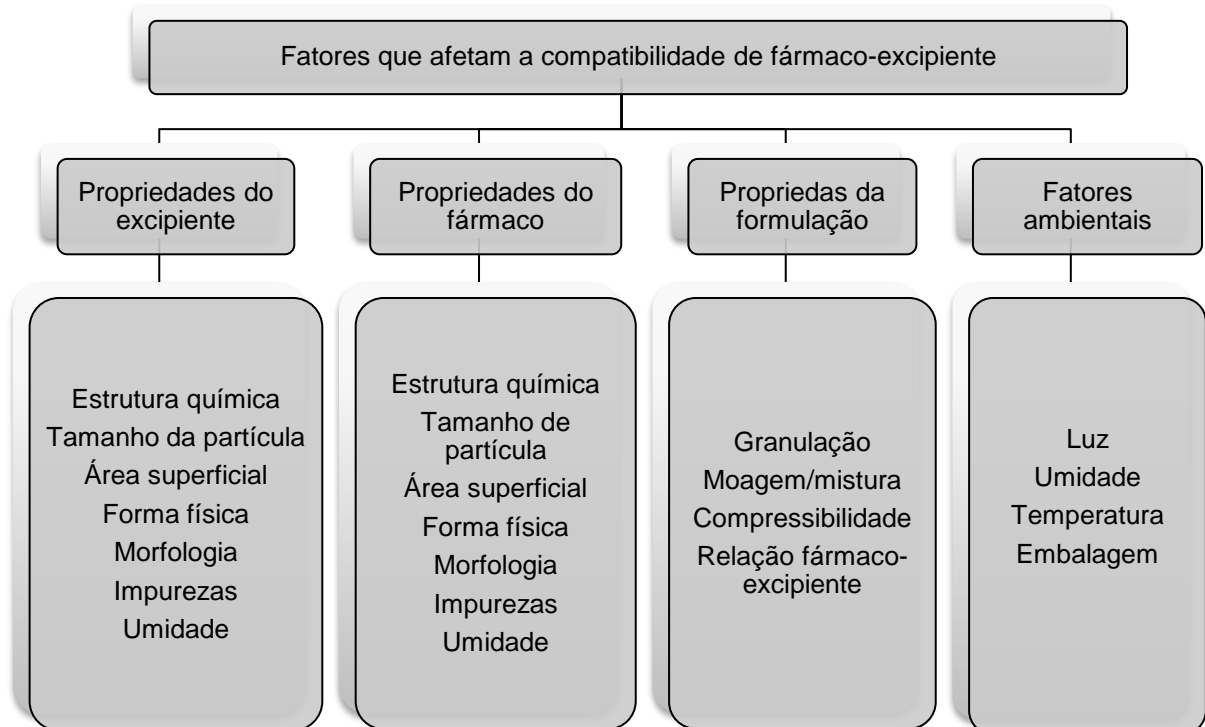 Fatores que afetam a compatibilidade de fármaco-excipiente
Propriedades do
excipiente
Propriedades do
fármaco
Propriedas da
formulação
Fatores
ambientais
Estrutura química
Tamanho da partícula
Área superficial
Forma física
Morfologia
Impurezas
Umidade
Estrutura química
Tamanho de
partícula
Área superficial
Forma física
Morfologia
Impurezas
Umidade
Granulação
Moagem/mistura
Compressibilidade
Relação fármaco-
excipiente
Luz
Umidade
Temperatura
Embalagem